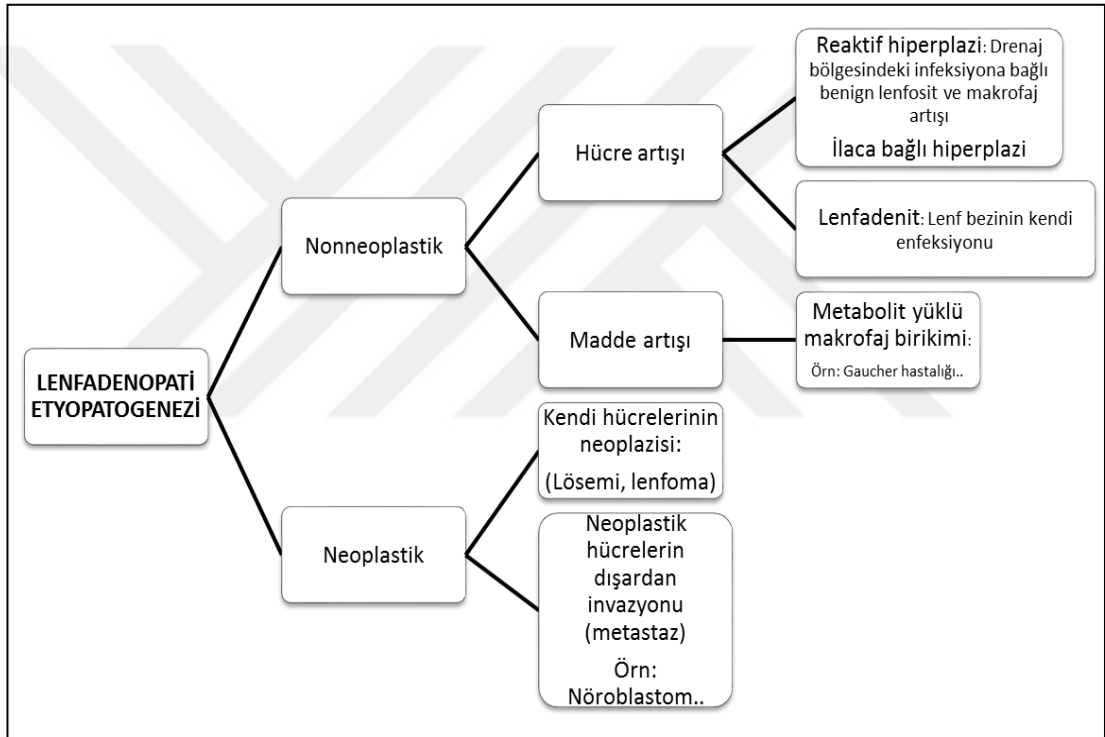 LENFADENOPATİ
ETYOPATOGENEZİ
Nonneoplastik
Hücre artışı
Reaktif hiperplazi: Drenaj
bölgesindeki infeksiyona bağlı
benign lenfosit ve makrofaj
artışı
İlaca bağlı hiperplazi
Lenfadenit: Lenf bezinin kendi
enfeksiyonu
Madde artışı
Metabolit yüklü
makrofaj birikimi:
Örn: Gaucher hastalığı..
Neoplastik
Kendi hücrelerinin
neoplazisi:
(Lösemi, lenfoma)
Neoplastik
hücrelerin
dışardan
invazyonu
(metastaz)
Örn:
Nöroblastom..